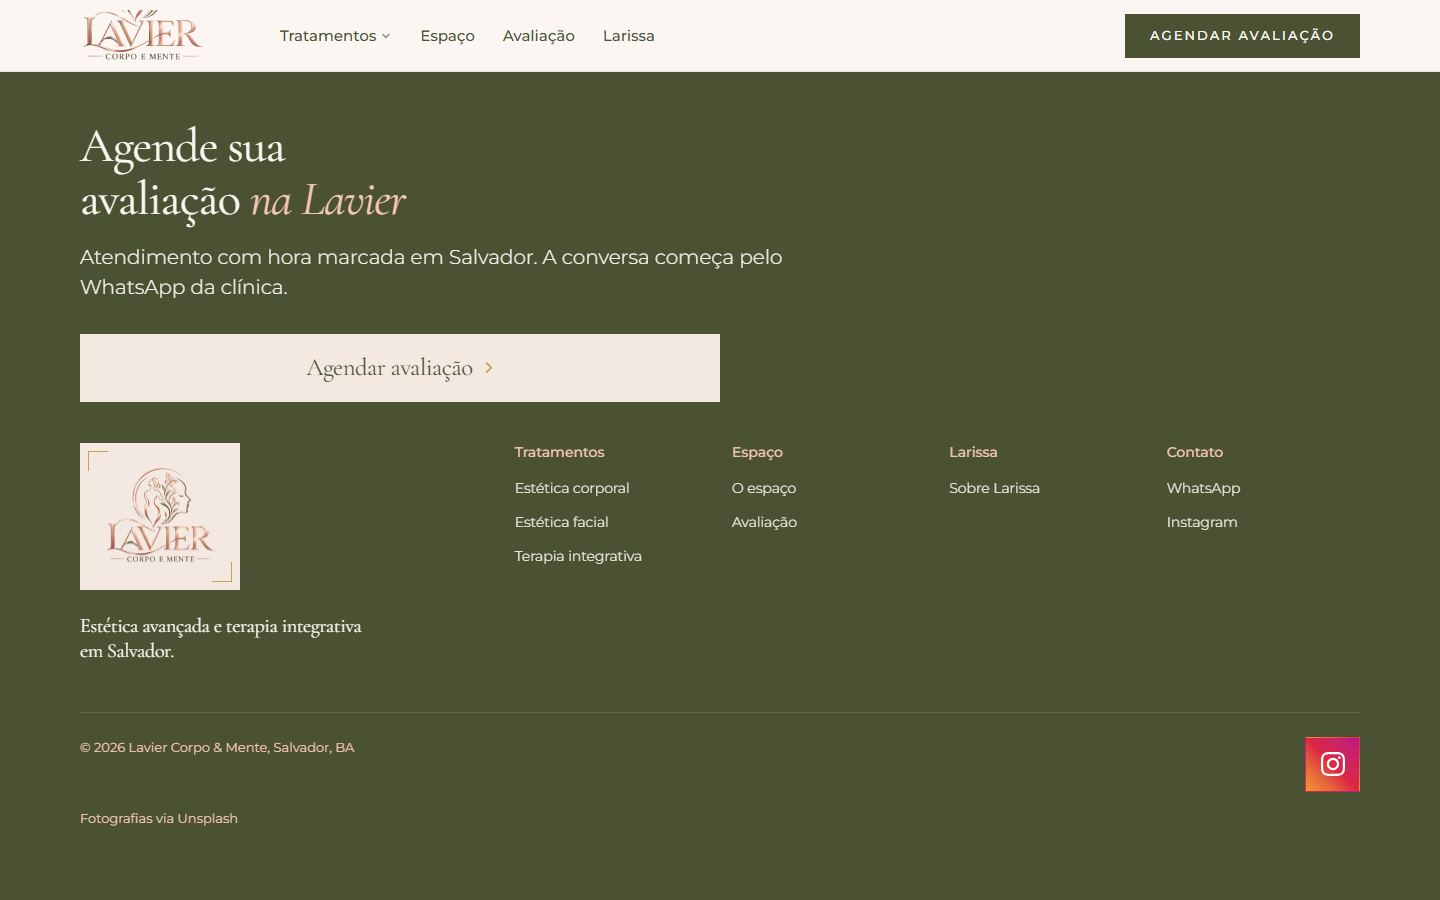 LAVIER
CORPO E MENTE
Tratamentos
Espaço
Avaliação
Larissa
AGENDAR AVALIAÇÃO
Agende sua
avaliação na Lavier
Atendimento com hora marcada em Salvador. A conversa começa pelo
WhatsApp da clínica.
Agendar avaliação
LAVIER
CORPO E MENTE
Estética avançada e terapia integrativa
em Salvador.
Tratamentos
Estética corporal
Estética facial
Terapia integrativa
Espaço
O espaço
Avaliação
Larissa
Sobre Larissa
Contato
WhatsApp
Instagram
© 2026 Lavier Corpo & Mente, Salvador, BA
Fotografias via Unsplash